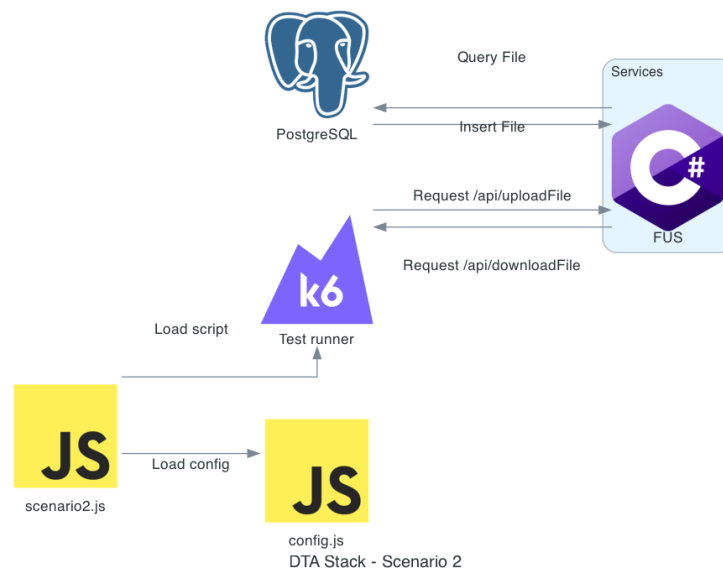 Query File
Services
PostgreSQL
Insert File
C#
Request /api/uploadFile
FUS
Request /api/downloadFile
k6
Test runner
Load script
JS
scenario2.js
Load config
JS
config.js
DTA Stack - Scenario 2